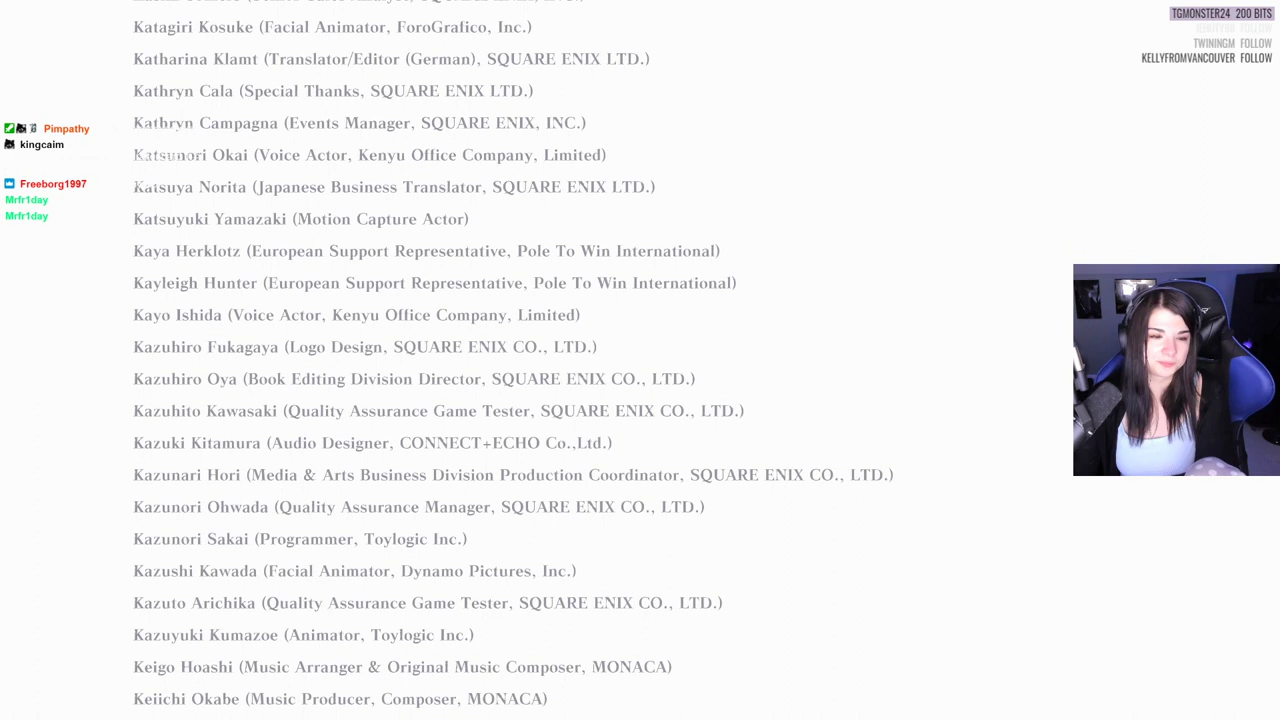 Katagiri Kosuke (Facial Animator, ForoGrafico, Inc.)
Katharina Klamt (Translator/Editor (German), SQUARE ENIX LTD.)
Kathryn Cala (Special Thanks, SQUARE ENIX LTD.)
Kathryn Campagna (Events Manager, SQUARE ENIX, INC.)
Katsunori Okai (Voice Actor, Kenyu Office Company, Limited)
Katsuya Norita (Japanese Business Translator, SQUARE ENIX LTD.)
Katsuyuki Yamazaki (Motion Capture Actor)
Kaya Herklotz (European Support Representative, Pole To Win International)
Kayleigh Hunter (European Support Representative, Pole To Win International)
Kayo Ishida (Voice Actor, Kenyu Office Company, Limited)
Kazuhiro Fukagaya (Logo Design, SQUARE ENIX CO., LTD.)
Kazuhiro Oya (Book Editing Division Director, SQUARE ENIX CO., LTD.)
Kazuhito Kawasaki (Quality Assurance Game Tester, SQUARE ENIX CO., LTD.)
Kazuki Kitamura (Audio Designer, CONNECT+ECHO Co.,Ltd.)
Kazunari Hori (Media & Arts Business Division Production Coordinator, SQUARE ENIX CO., LTD.)
Kazunori Ohwada (Quality Assurance Manager, SQUARE ENIX CO., LTD.)
Kazunori Sakai (Programmer, Toylogic Inc.)
Kazushi Kawada (Facial Animator, Dynamo Pictures, Inc.)
Kazuto Arichika (Quality Assurance Game Tester, SQUARE ENIX CO., LTD.)
Kazuyuki Kumazoe (Animator, Toylogic Inc.)
Keigo Hoashi (Music Arranger & Original Music Composer, MONACA)
Keiichi Okabe (Music Producer, Composer, MONACA)
Pimpathy
kingcaim
Freeborg1997
Mrfr1day
Mrfr1day
TGMONSTER24 200 BITS
FOLLOW
TWININGM FOLLOW
KELLYFROMVANCOUVER FOLLOW